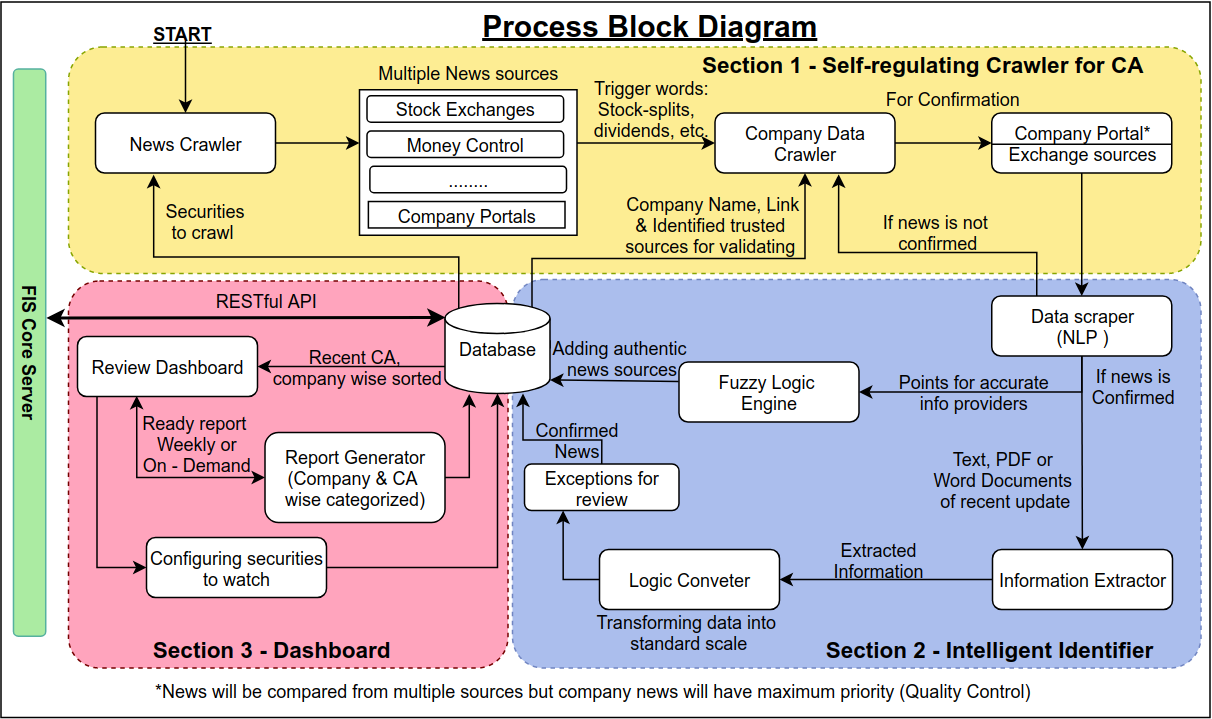 Process Block Diagram
START
Section 1 - Self-regulating Crawler for CA
Multiple News sources
Stock Exchanges
Money Control
........
Company Portals
News Crawler
Trigger words:
Stock-splits,
dividends, etc.
Company Data
Crawler
For Confirmation
Company Portal*
Exchange sources
Securities
to crawl
Company Name, Link
& Identified trusted
sources for validating
If news is not
confirmed
FIS Core Server
RESTful API
Database
Data scraper
(NLP )
Review Dashboard
Recent CA,
company wise sorted
Adding authentic
news sources
Fuzzy Logic
Engine
Points for accurate
info providers
If news is
Confirmed
Ready report
Weekly or
On - Demand
Report Generator
(Company & CA
wise categorized)
Confirmed
News
Exceptions for
review
Text, PDF or
Word Documents
of recent update
Configuring securities
to watch
Logic Conveter
Extracted
Information
Information Extractor
Transforming data into
standard scale
Section 3 - Dashboard
Section 2 - Intelligent Identifier
*News will be compared from multiple sources but company news will have maximum priority (Quality Control)